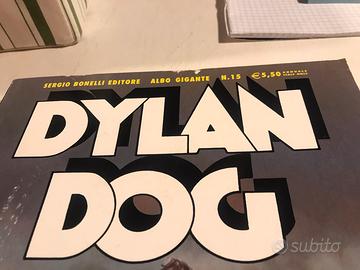 SERGIO BONELLI EDITORE ALBO GIGANTE N.15 €5,50
DYLAN
DOG
subito